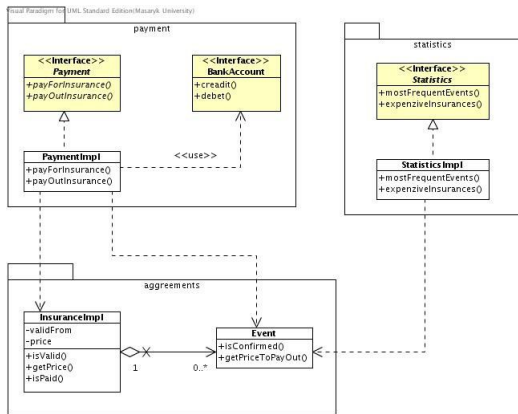 Visual Paradigm for UML Standard Edition(Masaryk University)
payment
<<Interface>>
Payment
+payForInsurance()
+payOutInsurance()
<<Interface>>
BankAccount
+creadit()
+debet()
<<use>>
PaymentImpl
+payForInsurance()
+payOutInsurance()
statistics
<<Interface>>
Statistics
+mostFrequentEvents()
+expenziveInsurances()
StatisticsImpl
+mostFrequentEvents()
+expenziveInsurances()
aggreements
InsuranceImpl
-validFrom
-price
+isValid()
+getPrice()
+isPaid()
1
0..*
Event
+isConfirmed()
+getPriceToPayOut()